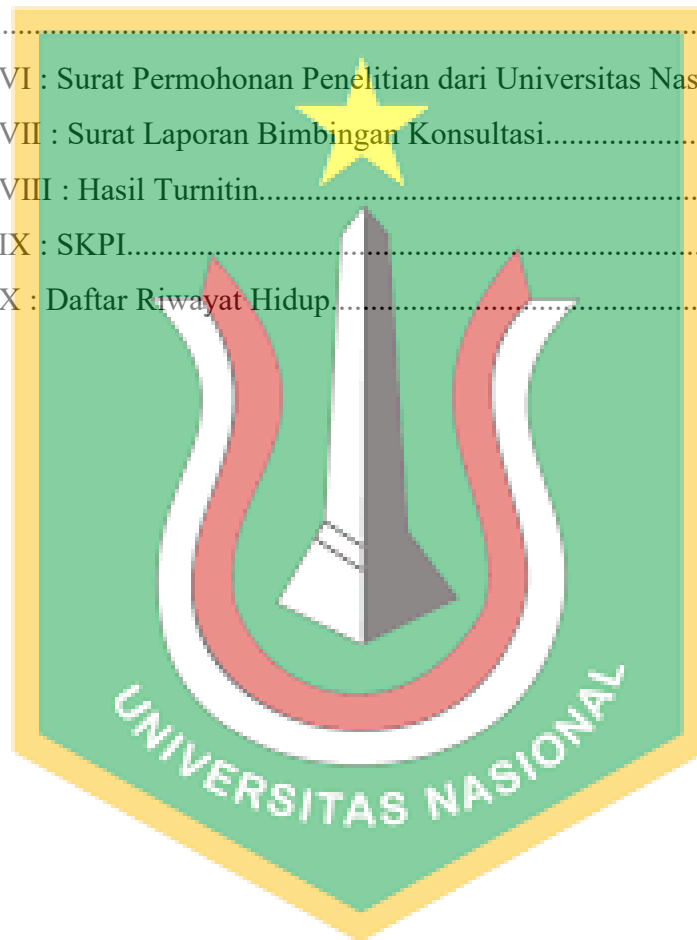 ................................................................................
VI : Surat Permohonan Penelitian dari Universitas Nas
VII : Surat Laporan Bimbingan Konsultasi...................
VIII : Hasil Turnitin.......................................................
IX : SKPI.......................................................................
X : Daftar Riwayat Hidup..............................................
UNIVERSITAS NASIONAL